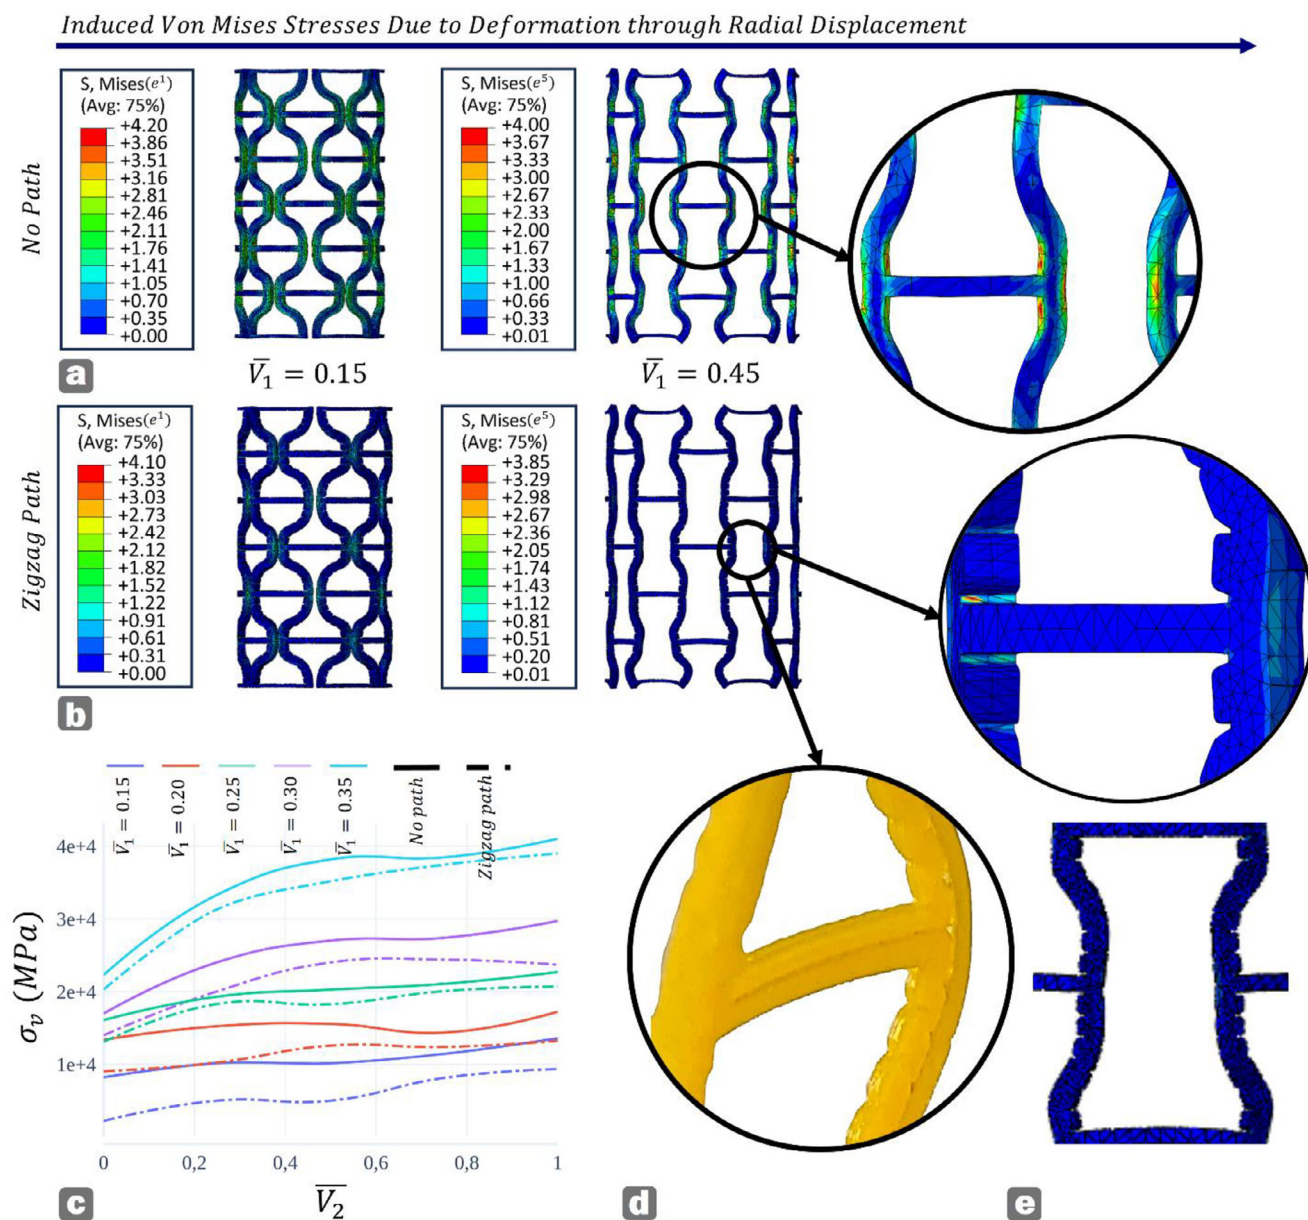 Induced Von Mises Stresses Due to Deformation through Radial Displacement
No Path
S, Mises(e¹)
(Avg: 75%)
+4.20
+3.86
+3.51
+3.16
+2.81
+2.46
+2.11
+1.76
+1.41
+1.05
+0.70
+0.35
+0.00
S, Mises(e⁵)
(Avg: 75%)
+4.00
+3.67
+3.33
+3.00
+2.67
+2.33
+2.00
+1.67
+1.33
+1.00
+0.66
+0.33
+0.01
a
V̅₁ = 0.15
V̅₁ = 0.45
Zigzag Path
S, Mises(e¹)
(Avg: 75%)
+4.10
+3.33
+3.03
+2.73
+2.42
+2.12
+1.82
+1.52
+1.22
+0.91
+0.61
+0.31
+0.00
S, Mises(e⁵)
(Avg: 75%)
+3.85
+3.29
+2.98
+2.67
+2.36
+2.05
+1.74
+1.43
+1.12
+0.81
+0.51
+0.20
+0.01
b
V̅₁ = 0.15
V̅₁ = 0.20
V̅₁ = 0.25
V̅₁ = 0.30
V̅₁ = 0.35
No path
Zigzag path
σᵥ (MPa)
4e+4
3e+4
2e+4
1e+4
0
0,2
0,4
0,6
0,8
1
V̅₂
c
d
e